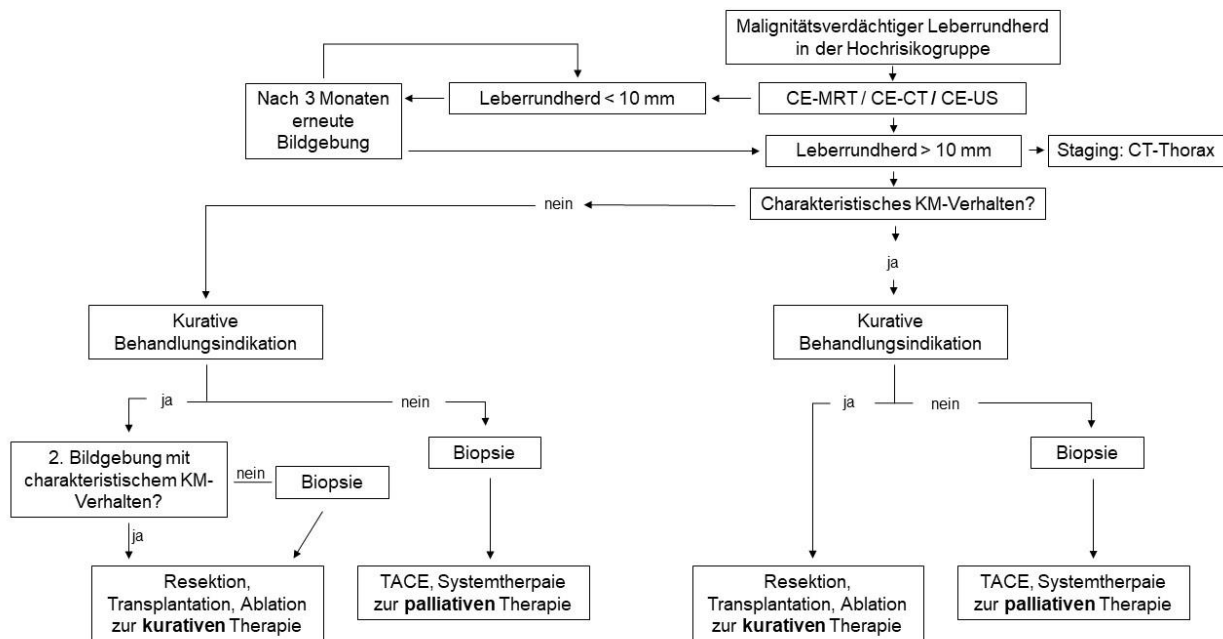 Malignitätsverdächtiger Leberrundherd
in der Hochrisikogruppe
Nach 3 Monaten
erneute
Bildgebung
Leberrundherd < 10 mm
CE-MRT / CE-CT / CE-US
Leberrundherd > 10 mm
Staging: CT-Thorax
nein
Charakteristisches KM-Verhalten?
ja
Kurative
Behandlungsindikation
Kurative
Behandlungsindikation
ja
nein
ja
nein
2. Bildgebung mit
charakteristischem KM-
Verhalten?
nein
Biopsie
Biopsie
Biopsie
ja
Resektion,
Transplantation, Ablation
zur kurativen Therapie
TACE, Systemtherpaie
zur palliativen Therapie
Resektion,
Transplantation, Ablation
zur kurativen Therapie
TACE, Systemtherpaie
zur palliativen Therapie